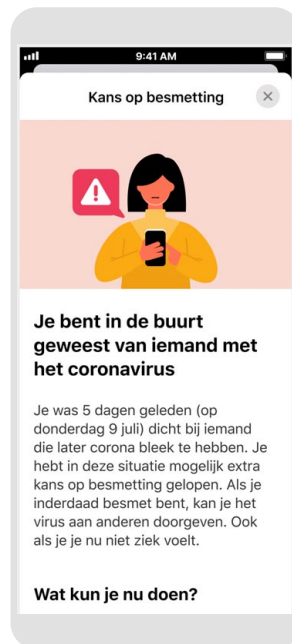 9:41 AM
Kans op besmetting
Je bent in de buurt
geweest van iemand met
het coronavirus
Je was 5 dagen geleden (op
donderdag 9 juli) dicht bij iemand
die later corona bleek te hebben. Je
hebt in deze situatie mogelijk extra
kans op besmetting gelopen. Als je
inderdaad besmet bent, kan je het
virus aan anderen doorgeven. Ook
als je je nu niet ziek voelt.
Wat kun je nu doen?